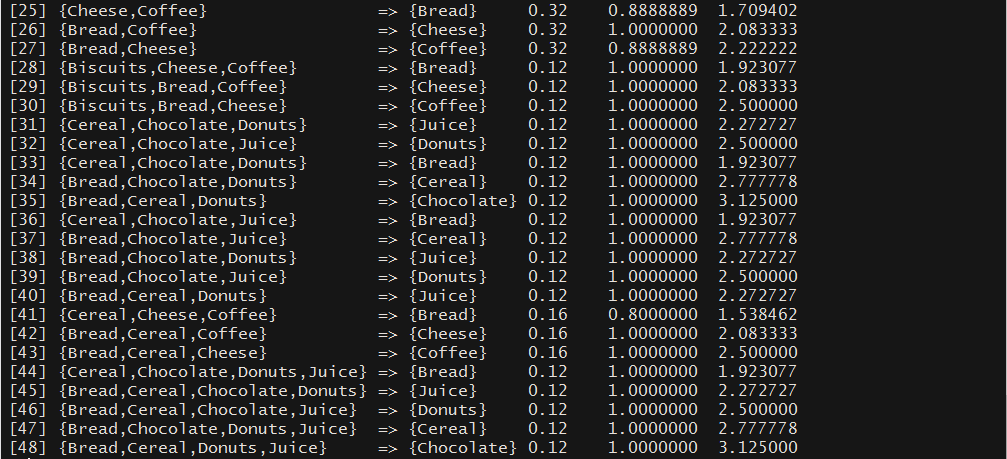 [25] {Cheese,Coffee} => {Bread} 0.32 0.8888889 1.709402
[26] {Bread,Coffee} => {Cheese} 0.32 1.0000000 2.083333
[27] {Bread,Cheese} => {Coffee} 0.32 0.8888889 2.222222
[28] {Biscuits,Cheese,Coffee} => {Bread} 0.12 1.0000000 1.923077
[29] {Biscuits,Bread,Coffee} => {Cheese} 0.12 1.0000000 2.083333
[30] {Biscuits,Bread,Cheese} => {Coffee} 0.12 1.0000000 2.500000
[31] {Cereal,Chocolate,Donuts} => {Juice} 0.12 1.0000000 2.272727
[32] {Cereal,Chocolate,Juice} => {Donuts} 0.12 1.0000000 2.500000
[33] {Cereal,Chocolate,Donuts} => {Bread} 0.12 1.0000000 1.923077
[34] {Bread,Chocolate,Donuts} => {Cereal} 0.12 1.0000000 2.777778
[35] {Bread,Cereal,Donuts} => {Chocolate} 0.12 1.0000000 3.125000
[36] {Cereal,Chocolate,Juice} => {Bread} 0.12 1.0000000 1.923077
[37] {Bread,Chocolate,Juice} => {Cereal} 0.12 1.0000000 2.777778
[38] {Bread,Chocolate,Donuts} => {Juice} 0.12 1.0000000 2.272727
[39] {Bread,Chocolate,Juice} => {Donuts} 0.12 1.0000000 2.500000
[40] {Bread,Cereal,Donuts} => {Juice} 0.12 1.0000000 2.272727
[41] {Cereal,Cheese,Coffee} => {Bread} 0.16 0.8000000 1.538462
[42] {Bread,Cereal,Coffee} => {Cheese} 0.16 1.0000000 2.083333
[43] {Bread,Cereal,Cheese} => {Coffee} 0.16 1.0000000 2.500000
[44] {Cereal,Chocolate,Donuts,Juice} => {Bread} 0.12 1.0000000 1.923077
[45] {Bread,Cereal,Chocolate,Donuts} => {Juice} 0.12 1.0000000 2.272727
[46] {Bread,Cereal,Chocolate,Juice} => {Donuts} 0.12 1.0000000 2.500000
[47] {Bread,Chocolate,Donuts,Juice} => {Cereal} 0.12 1.0000000 2.777778
[48] {Bread,Cereal,Donuts,Juice} => {Chocolate} 0.12 1.0000000 3.125000